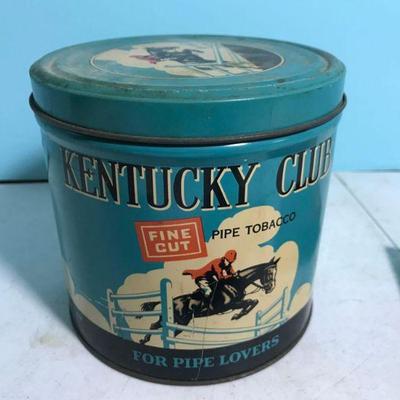 KENTUCKY CLUB
FINE
CUT
PIPE TOBACCO
FOR PIPE LOVERS